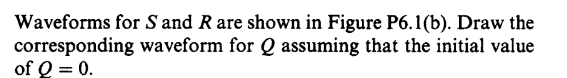 Waveforms for S and R are shown in Figure P6.1(b). Draw the
corresponding waveform for Q assuming that the initial value
of Q = 0.